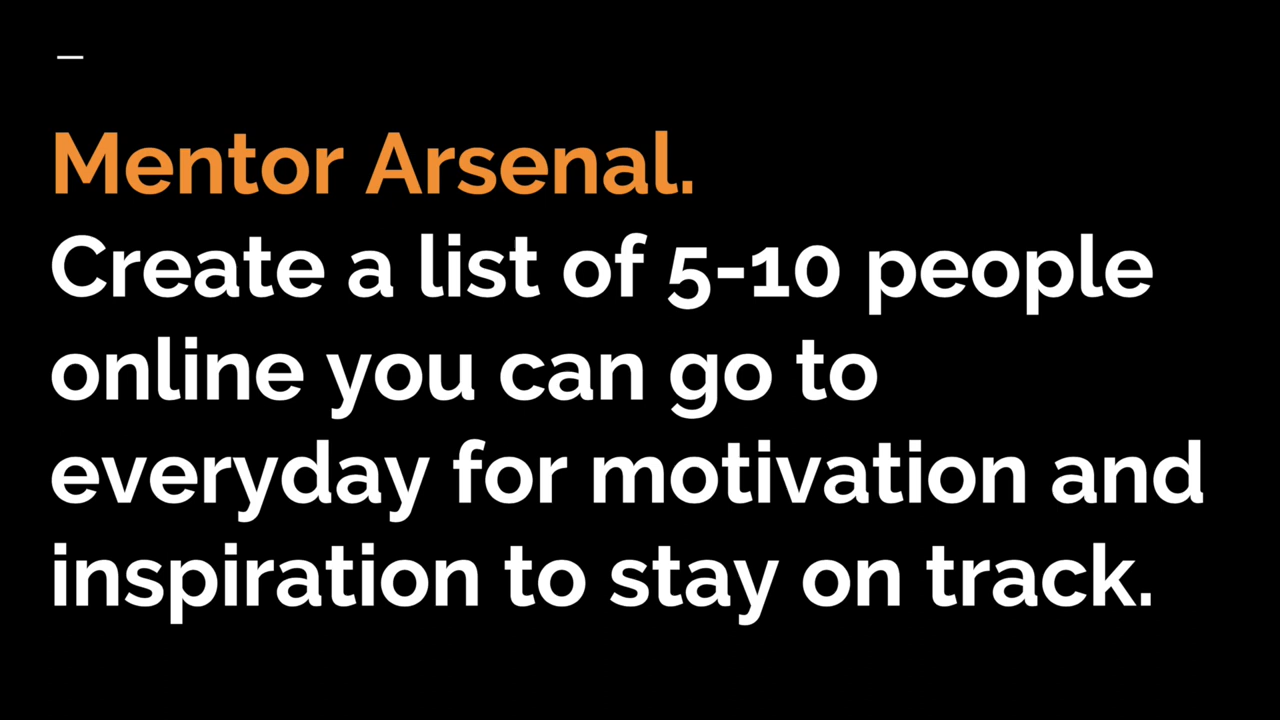 Mentor Arsenal.
Create a list of 5-10 people
online you can go to
everyday for motivation and
inspiration to stay on track.